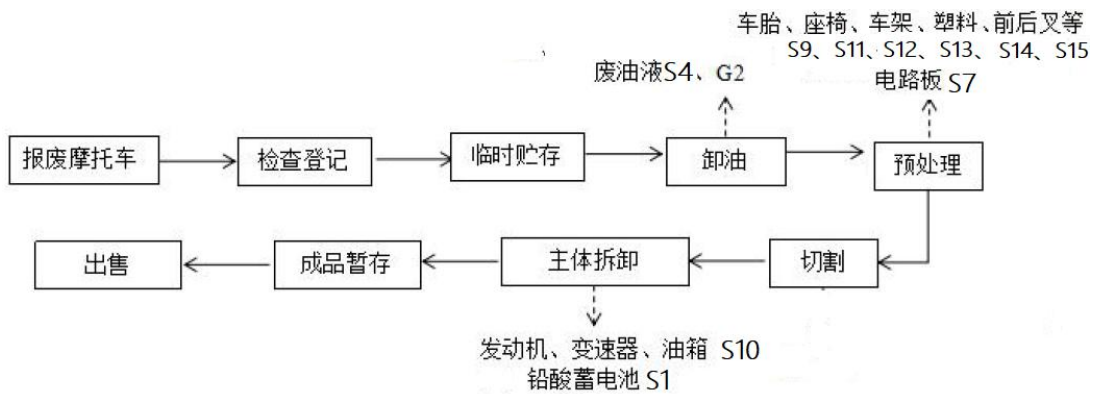 车胎、座椅、车架、塑料、前后叉等
S9、S11、S12、S13、S14、S15
废油液S4、G2
电路板 S7
报废摩托车
检查登记
临时贮存
卸油
预处理
出售
成品暂存
主体拆卸
切割
发动机、变速器、油箱 S10
铅酸蓄电池 S1